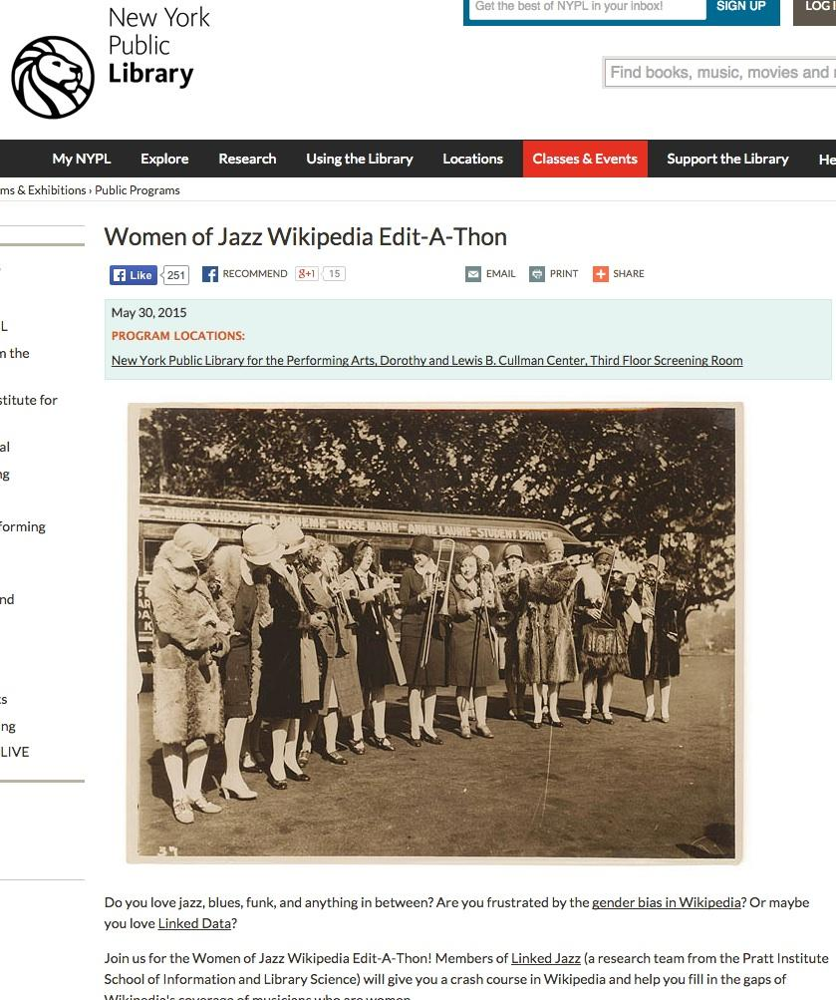 New York
Public
Library
Get the best of NYPL in your inbox!
SIGN UP
LOG I
Find books, music, movies and
My NYPL
Explore
Research
Using the Library
Locations
Classes & Events
Support the Library
He
ms & Exhibitions › Public Programs
Women of Jazz Wikipedia Edit-A-Thon
Like
251
RECOMMEND
g+1
15
EMAIL
PRINT
SHARE
May 30, 2015
PROGRAM LOCATIONS:
New York Public Library for the Performing Arts, Dorothy and Lewis B. Cullman Center, Third Floor Screening Room
L
m the
stitute for
al
ng
forming
nd
ts
ng
LIVE
ROSE MARIE - ANNIE LAURIE - STUDENT PRINCE
37
Do you love jazz, blues, funk, and anything in between? Are you frustrated by the gender bias in Wikipedia? Or maybe
you love Linked Data?
Join us for the Women of Jazz Wikipedia Edit-A-Thon! Members of Linked Jazz (a research team from the Pratt Institute
School of Information and Library Science) will give you a crash course in Wikipedia and help you fill in the gaps of
Wikipedia's coverage of musicians who are women.